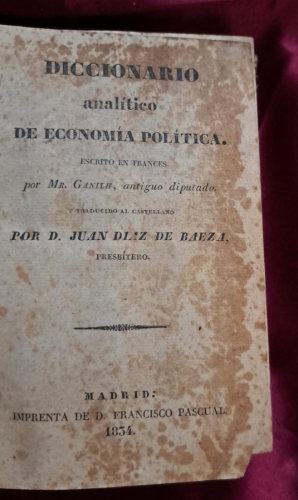 DICCIONARIO
analítico
DE ECONOMÍA POLÍTICA.
ESCRITO EN FRANCES
por MR. GANILH, antiguo diputado,
Y TRADUCIDO AL CASTELLANO
POR D. JUAN DIAZ DE BAEZA,
PRESBÍTERO.
MADRID:
IMPRENTA DE D. FRANCISCO PASCUAL.
1834.